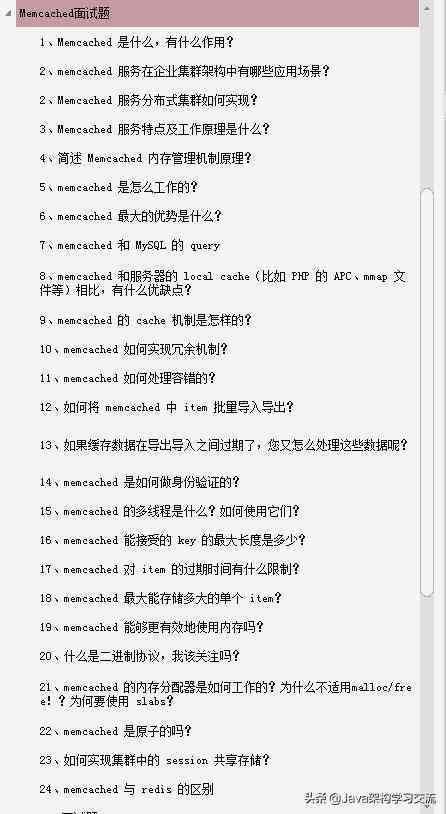 Memcached面试题
1、Memcached 是什么，有什么作用？
2、memcached 服务在企业集群架构中有哪些应用场景？
2、Memcached 服务分布式集群如何实现？
3、Memcached 服务特点及工作原理是什么？
4、简述 Memcached 内存管理机制原理？
5、memcached 是怎么工作的？
6、memcached 最大的优势是什么？
7、memcached 和 MySQL 的 query
8、memcached 和服务器的 local cache（比如 PHP 的 APC、mmap 文
件等）相比，有什么优缺点？
9、memcached 的 cache 机制是怎样的？
10、memcached 如何实现冗余机制？
11、memcached 如何处理容错的？
12、如何将 memcached 中 item 批量导入导出？
13、如果缓存数据在导出导入之间过期了，您又怎么处理这些数据呢？
14、memcached 是如何做身份验证的？
15、memcached 的多线程是什么？如何使用它们？
16、memcached 能接受的 key 的最大长度是多少？
17、memcached 对 item 的过期时间有什么限制？
18、memcached 最大能存储多大的单个 item？
19、memcached 能够更有效地使用内存吗？
20、什么是二进制协议，我该关注吗？
21、memcached 的内存分配器是如何工作的？为什么不适用malloc/fre
e！？为何要使用 slabs？
22、memcached 是原子的吗？
23、如何实现集群中的 session 共享存储？
24、memcached 与 redis 的区别
头条 @Java架构学习交流